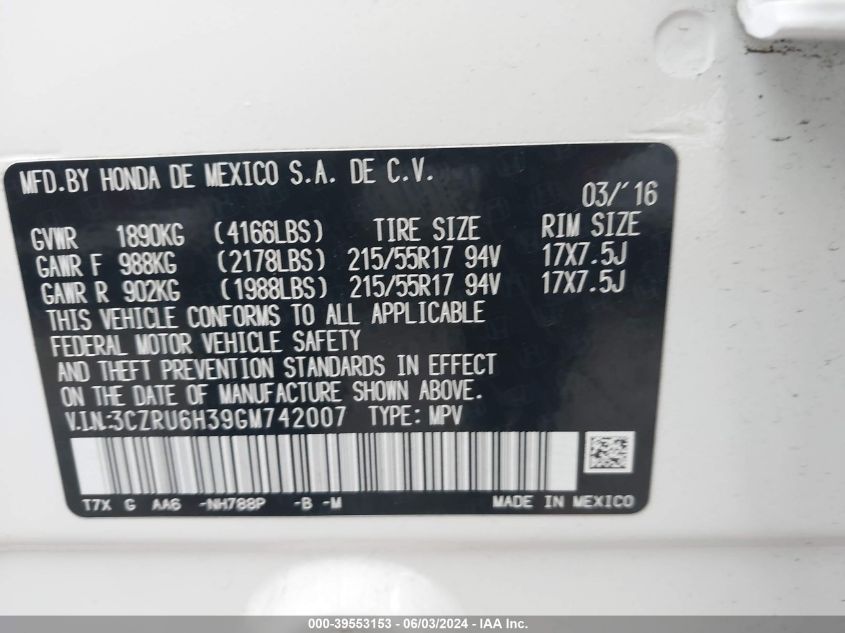 MFD.BY HONDA DE MEXICO S.A. DE C.V.
03/'16
GVWR 1890KG (4166LBS) TIRE SIZE RIM SIZE
GAWR F 988KG (2178LBS) 215/55R17 94V 17X7.5J
GAWR R 902KG (1988LBS) 215/55R17 94V 17X7.5J
THIS VEHICLE CONFORMS TO ALL APPLICABLE
FEDERAL MOTOR VEHICLE SAFETY
AND THEFT PREVENTION STANDARDS IN EFFECT
ON THE DATE OF MANUFACTURE SHOWN ABOVE.
V.I.N.:3CZRU6H39GM742007 TYPE: MPV
T7X G AA6 -NH788P -B -M MADE IN MEXICO
000-39553153 - 06/03/2024 - IAA Inc.